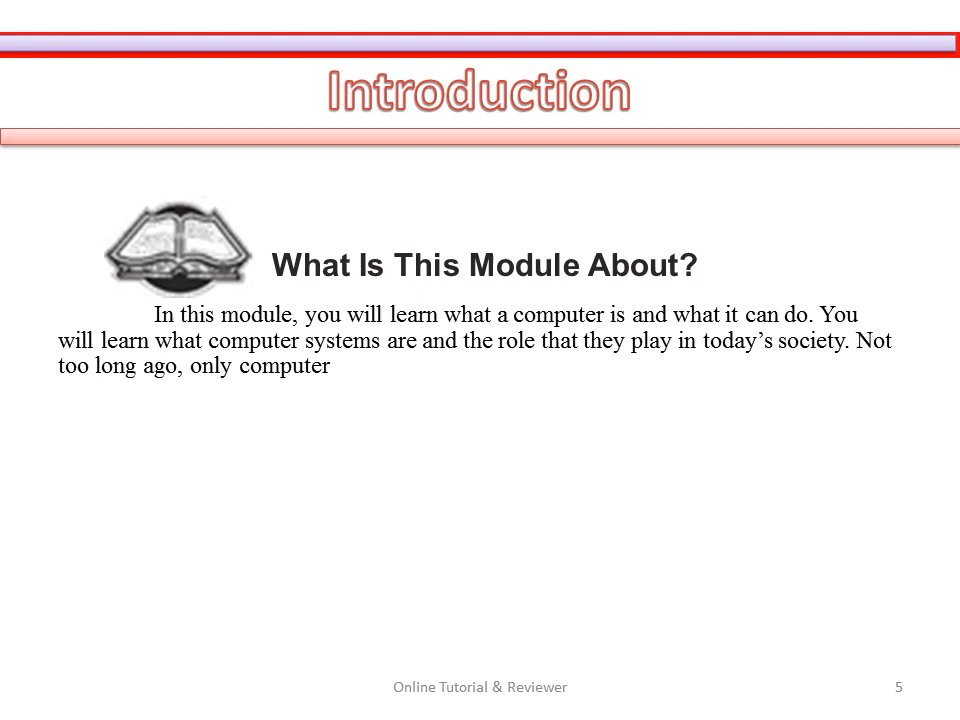 Introduction
What Is This Module About?
In this module, you will learn what a computer is and what it can do. You
will learn what computer systems are and the role that they play in today’s society. Not
too long ago, only computer
Online Tutorial & Reviewer
5